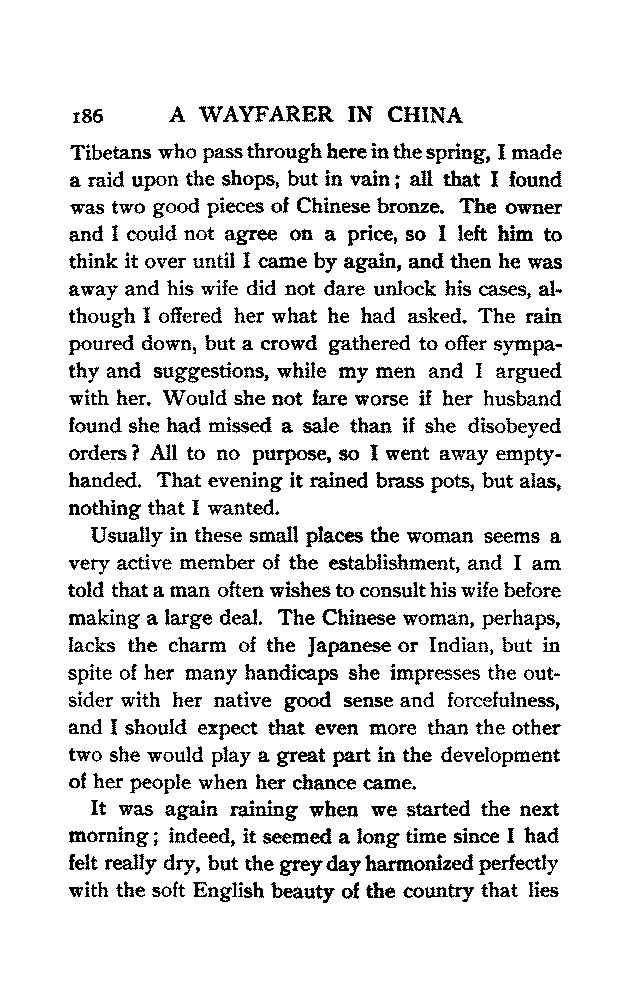 186 A WAYFARER IN CHINA
Tibetans who pass through here in the spring, I made
a raid upon the shops, but in vain; all that I found
was two good pieces of Chinese bronze. The owner
and I could not agree on a price, so I left him to
think it over until I came by again, and then he was
away and his wife did not dare unlock his cases, al-
though I offered her what he had asked. The rain
poured down, but a crowd gathered to offer sympa-
thy and suggestions, while my men and I argued
with her. Would she not fare worse if her husband
found she had missed a sale than if she disobeyed
orders? All to no purpose, so I went away empty-
handed. That evening it rained brass pots, but alas,
nothing that I wanted.
Usually in these small places the woman seems a
very active member of the establishment, and I am
told that a man often wishes to consult his wife before
making a large deal. The Chinese woman, perhaps,
lacks the charm of the Japanese or Indian, but in
spite of her many handicaps she impresses the out-
sider with her native good sense and forcefulness,
and I should expect that even more than the other
two she would play a great part in the development
of her people when her chance came.
It was again raining when we started the next
morning; indeed, it seemed a long time since I had
felt really dry, but the grey day harmonized perfectly
with the soft English beauty of the country that lies